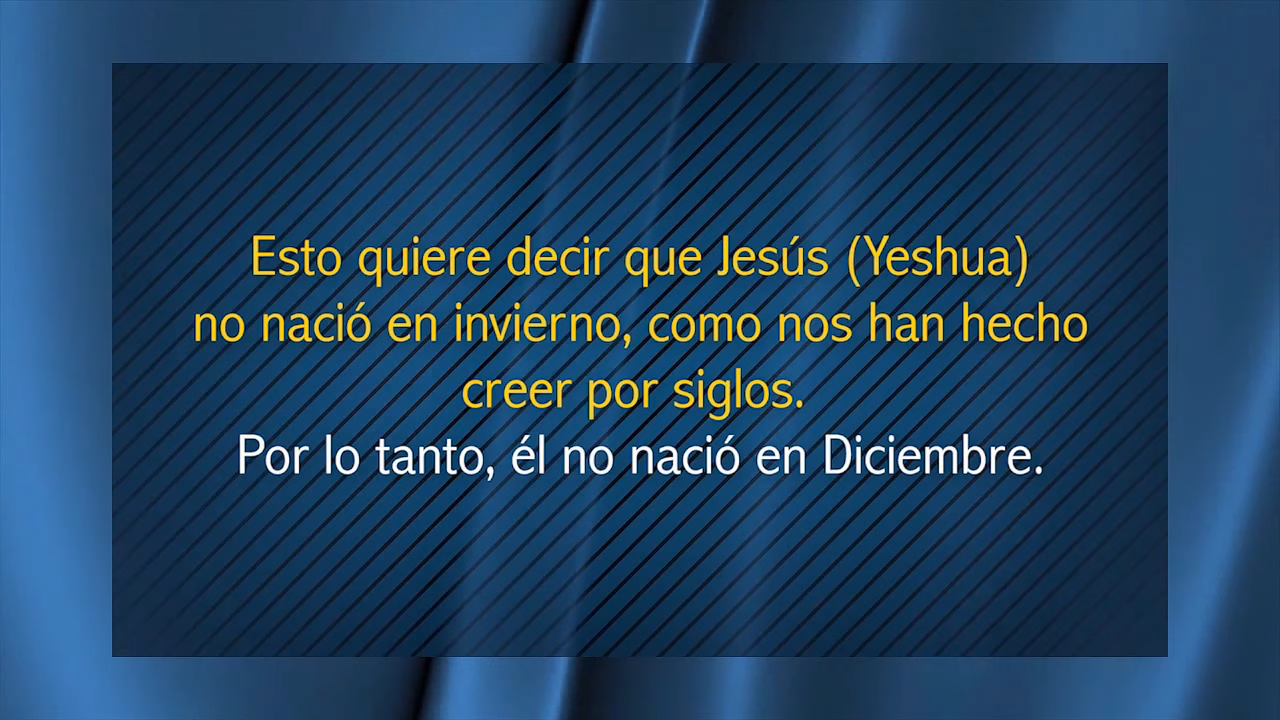 Esto quiere decir que Jesús (Yeshua)
no nació en invierno, como nos han hecho
creer por siglos.
Por lo tanto, él no nació en Diciembre.